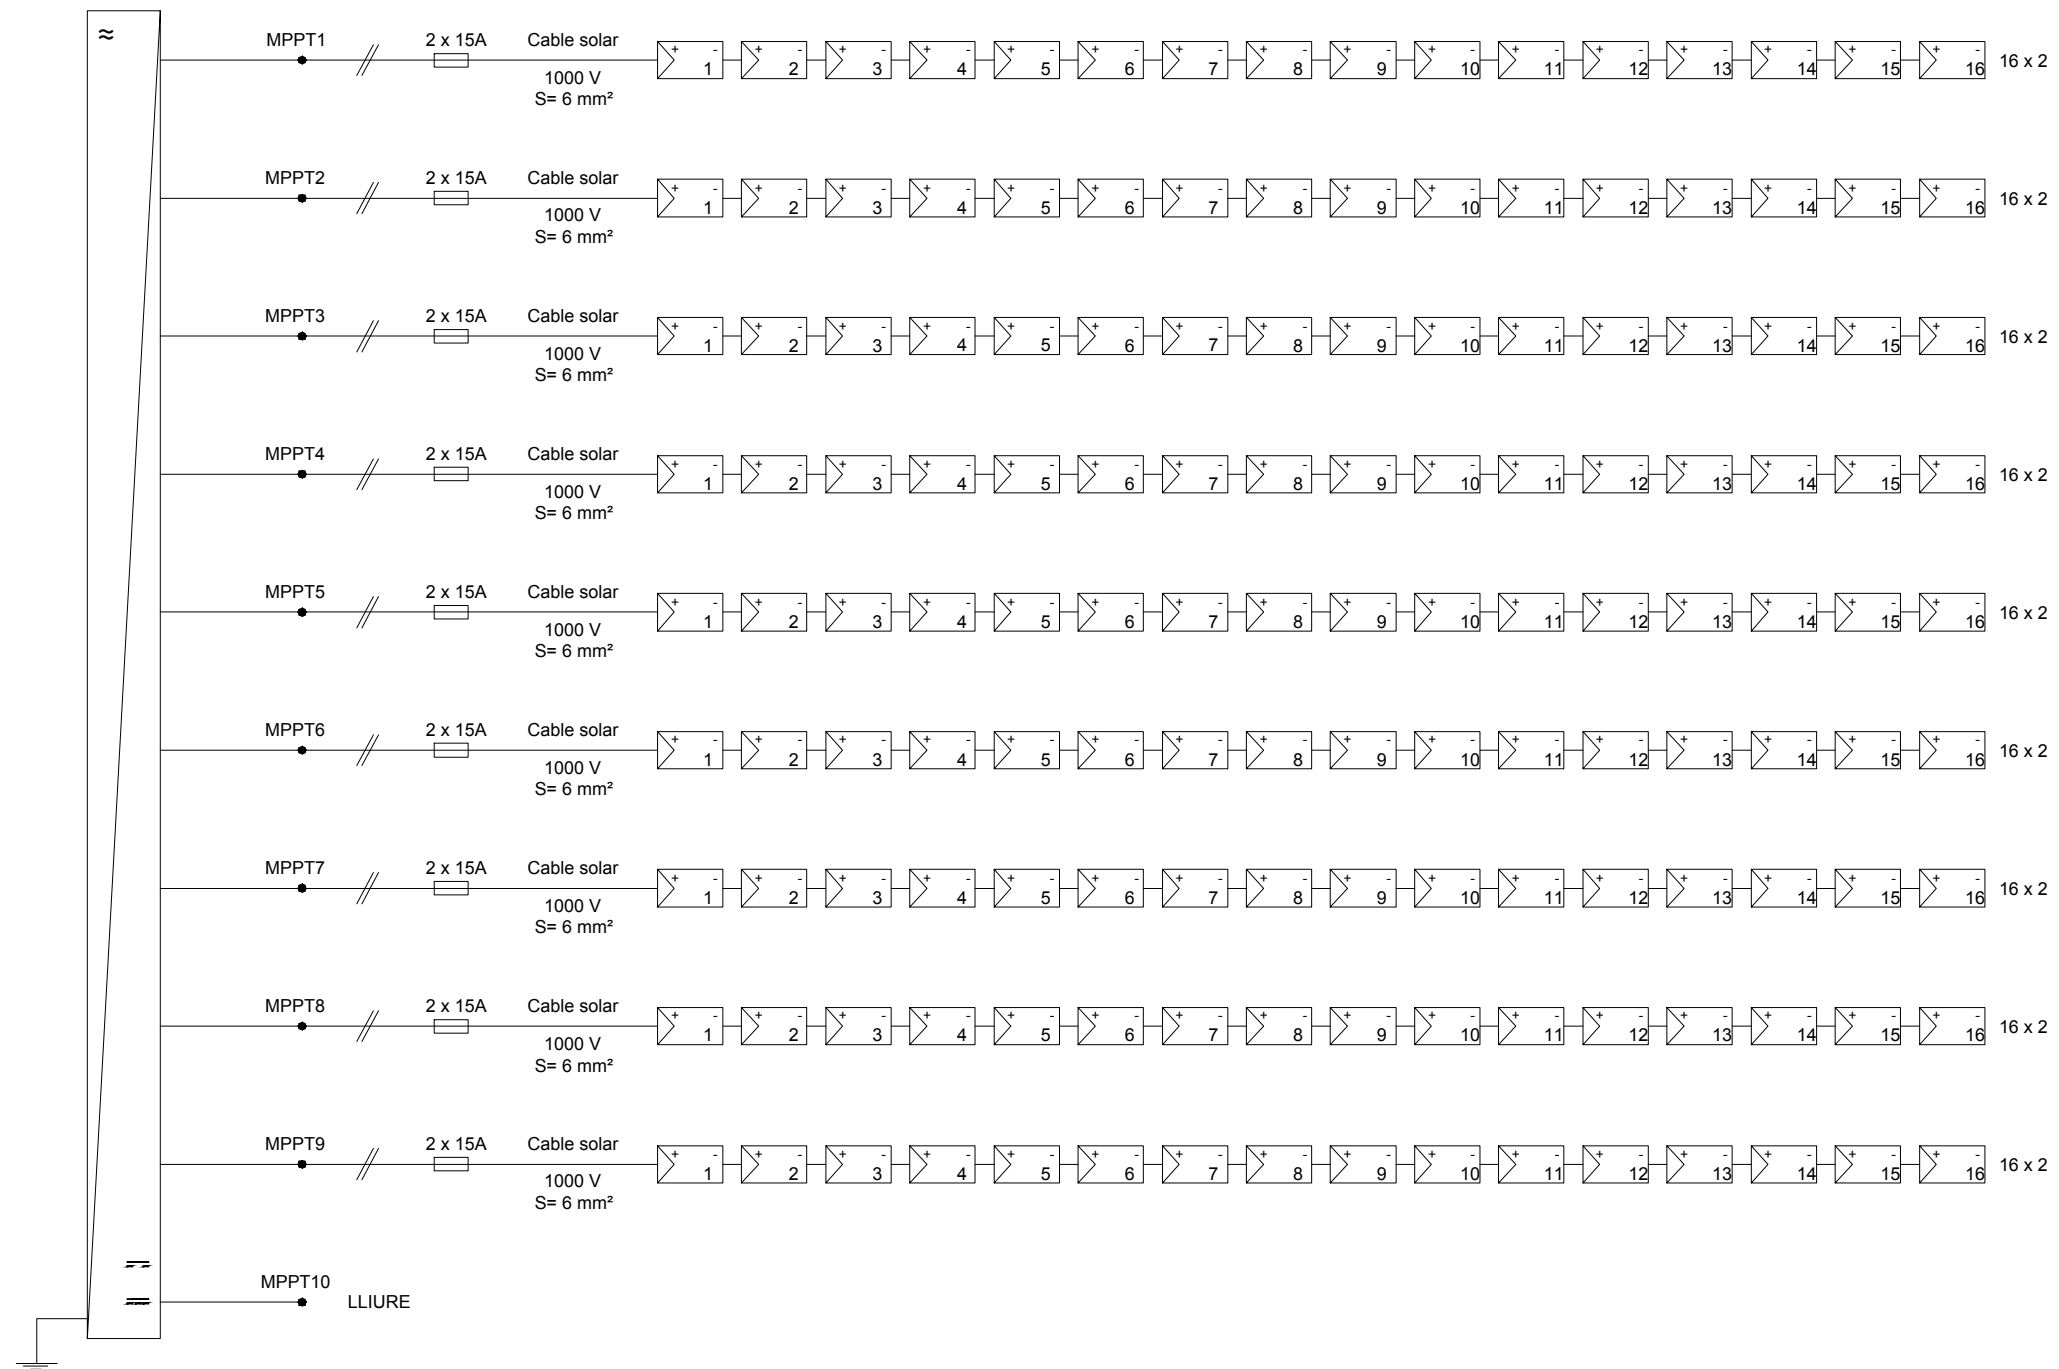 ≈
MPPT1 2 x 15A Cable solar
+ - 1 + - 2 + - 3 + - 4 + - 5 + - 6 + - 7 + - 8 + - 9 + - 10 + - 11 + - 12 + - 13 + - 14 + - 15 + - 16 16 x 2
1000 V
S= 6 mm²
MPPT2 2 x 15A Cable solar
+ - 1 + - 2 + - 3 + - 4 + - 5 + - 6 + - 7 + - 8 + - 9 + - 10 + - 11 + - 12 + - 13 + - 14 + - 15 + - 16 16 x 2
1000 V
S= 6 mm²
MPPT3 2 x 15A Cable solar
+ - 1 + - 2 + - 3 + - 4 + - 5 + - 6 + - 7 + - 8 + - 9 + - 10 + - 11 + - 12 + - 13 + - 14 + - 15 + - 16 16 x 2
1000 V
S= 6 mm²
MPPT4 2 x 15A Cable solar
+ - 1 + - 2 + - 3 + - 4 + - 5 + - 6 + - 7 + - 8 + - 9 + - 10 + - 11 + - 12 + - 13 + - 14 + - 15 + - 16 16 x 2
1000 V
S= 6 mm²
MPPT5 2 x 15A Cable solar
+ - 1 + - 2 + - 3 + - 4 + - 5 + - 6 + - 7 + - 8 + - 9 + - 10 + - 11 + - 12 + - 13 + - 14 + - 15 + - 16 16 x 2
1000 V
S= 6 mm²
MPPT6 2 x 15A Cable solar
+ - 1 + - 2 + - 3 + - 4 + - 5 + - 6 + - 7 + - 8 + - 9 + - 10 + - 11 + - 12 + - 13 + - 14 + - 15 + - 16 16 x 2
1000 V
S= 6 mm²
MPPT7 2 x 15A Cable solar
+ - 1 + - 2 + - 3 + - 4 + - 5 + - 6 + - 7 + - 8 + - 9 + - 10 + - 11 + - 12 + - 13 + - 14 + - 15 + - 16 16 x 2
1000 V
S= 6 mm²
MPPT8 2 x 15A Cable solar
+ - 1 + - 2 + - 3 + - 4 + - 5 + - 6 + - 7 + - 8 + - 9 + - 10 + - 11 + - 12 + - 13 + - 14 + - 15 + - 16 16 x 2
1000 V
S= 6 mm²
MPPT9 2 x 15A Cable solar
+ - 1 + - 2 + - 3 + - 4 + - 5 + - 6 + - 7 + - 8 + - 9 + - 10 + - 11 + - 12 + - 13 + - 14 + - 15 + - 16 16 x 2
1000 V
S= 6 mm²
MPPT10
LLIURE